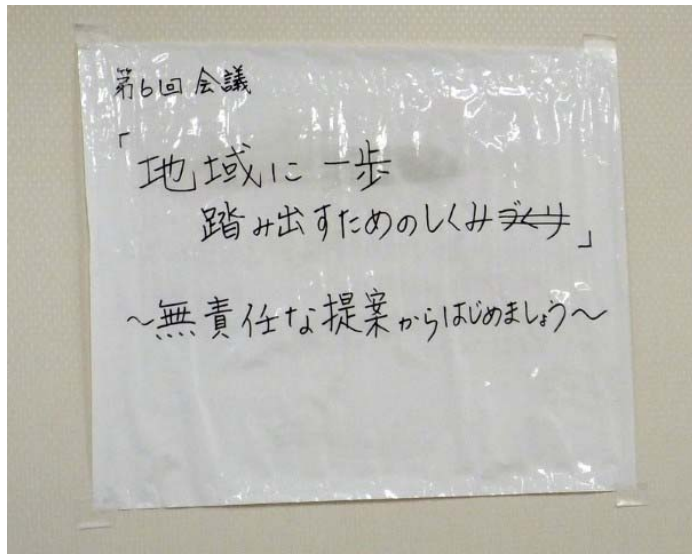 第6回 会議
「地域に 一歩
踏み出すためのしくみづくり」
～無責任な提案からはじめましょう～